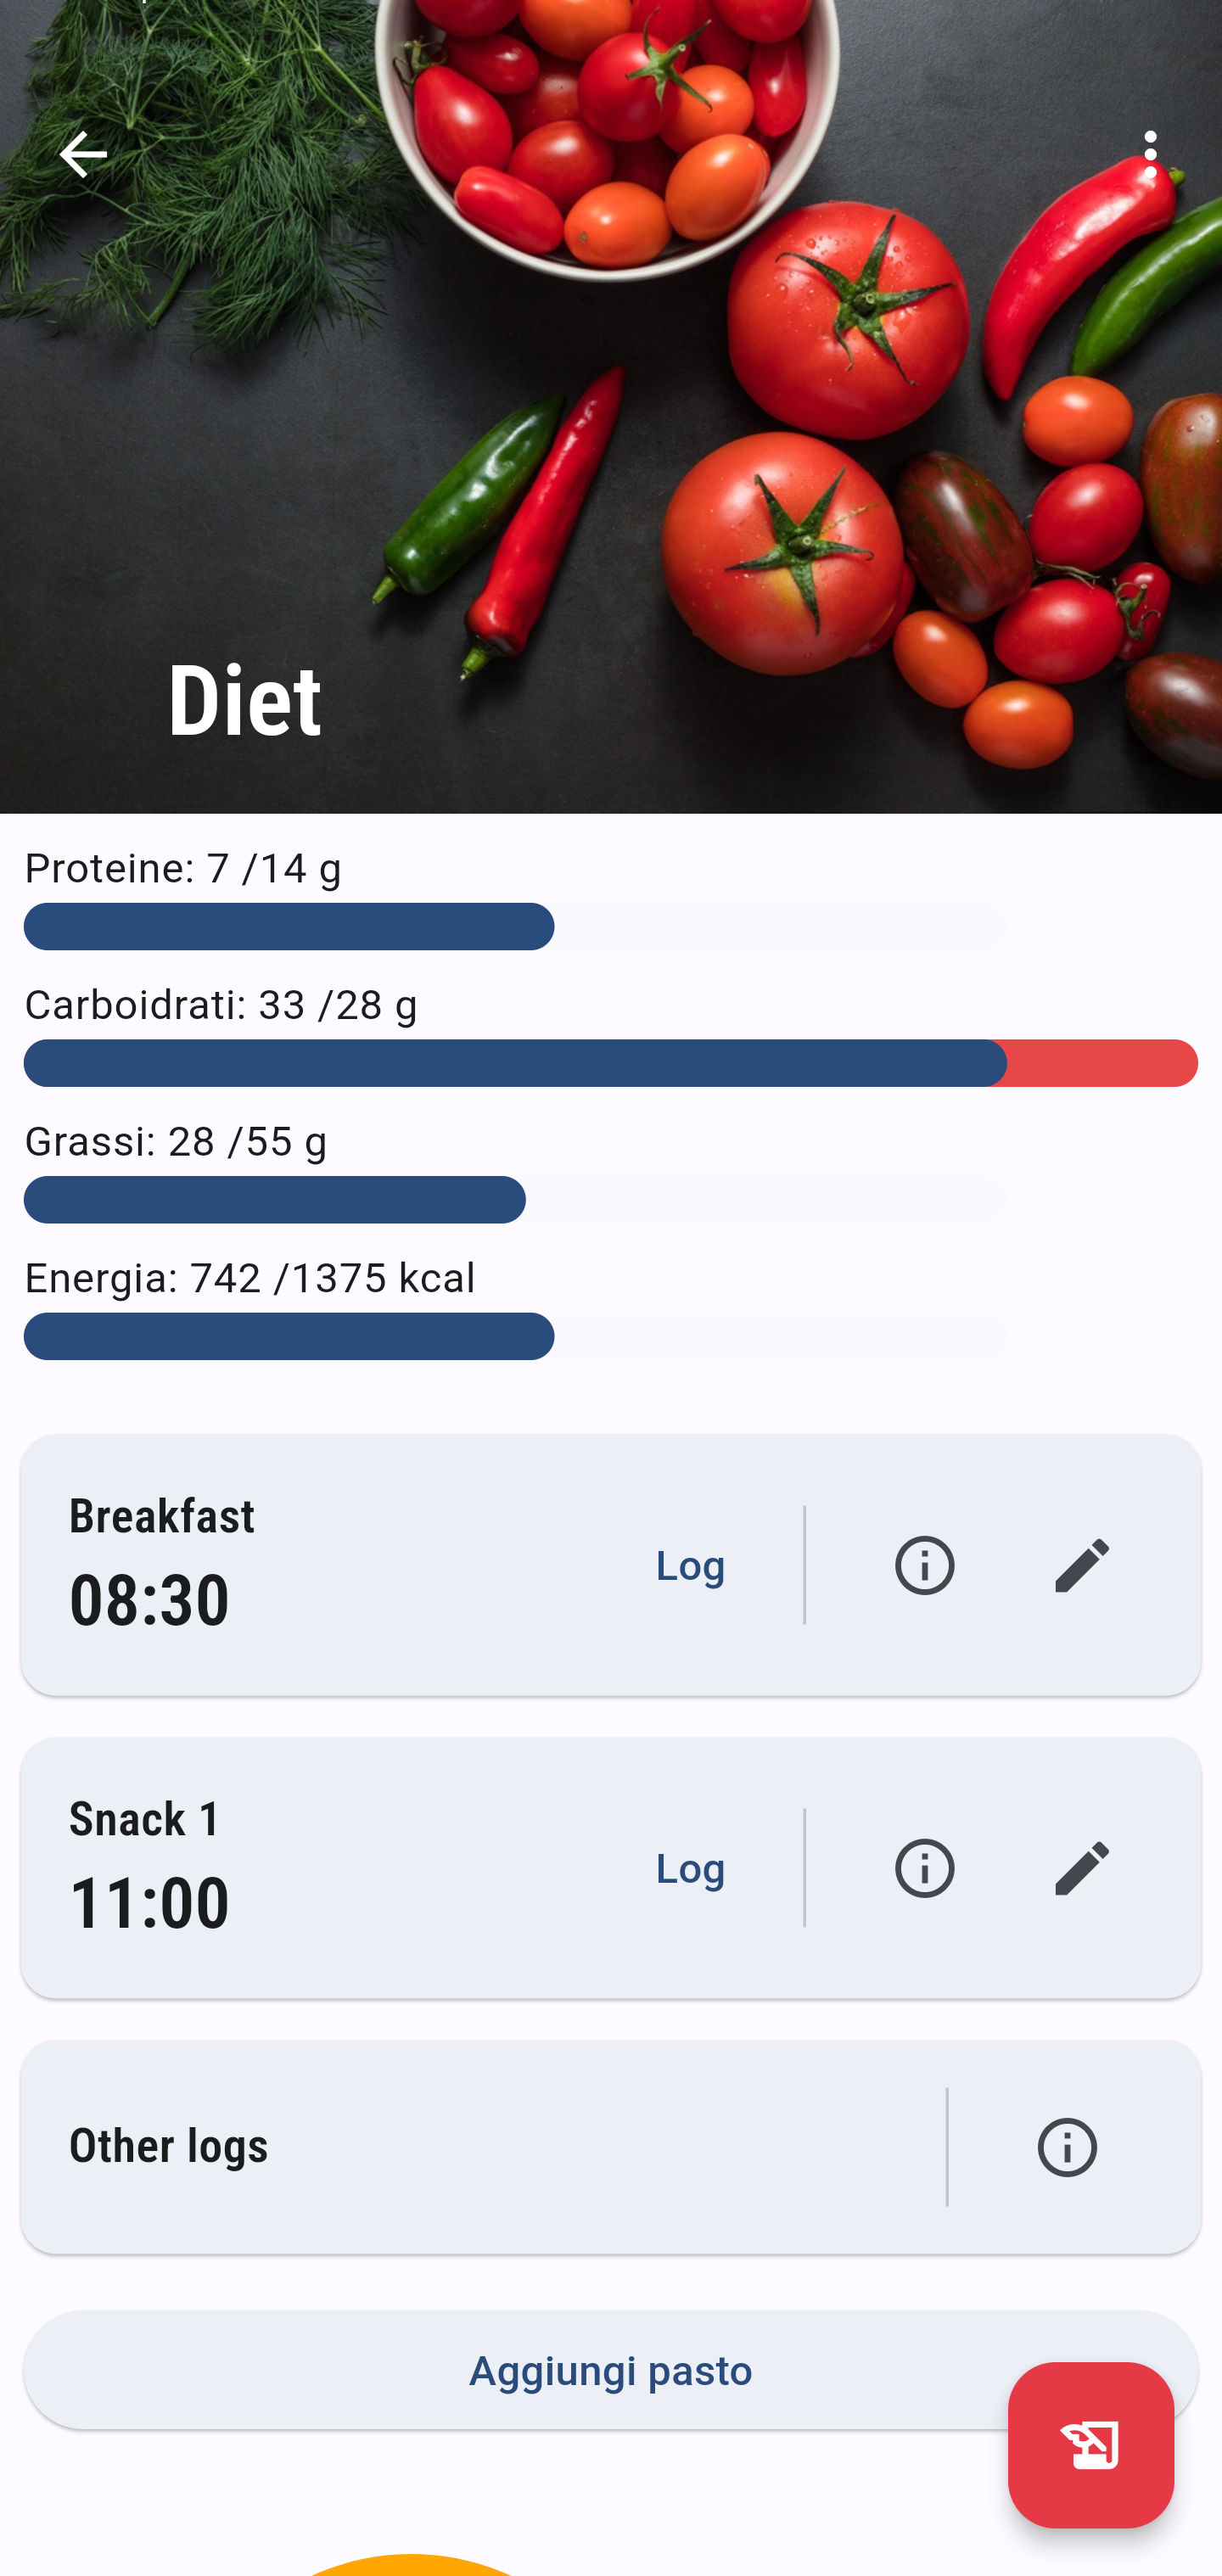 Diet
Proteine: 7 /14 g
Carboidrati: 33 /28 g
Grassi: 28 /55 g
Energia: 742 /1375 kcal
Breakfast
08:30
Log
Snack 1
11:00
Log
Other logs
Aggiungi pasto